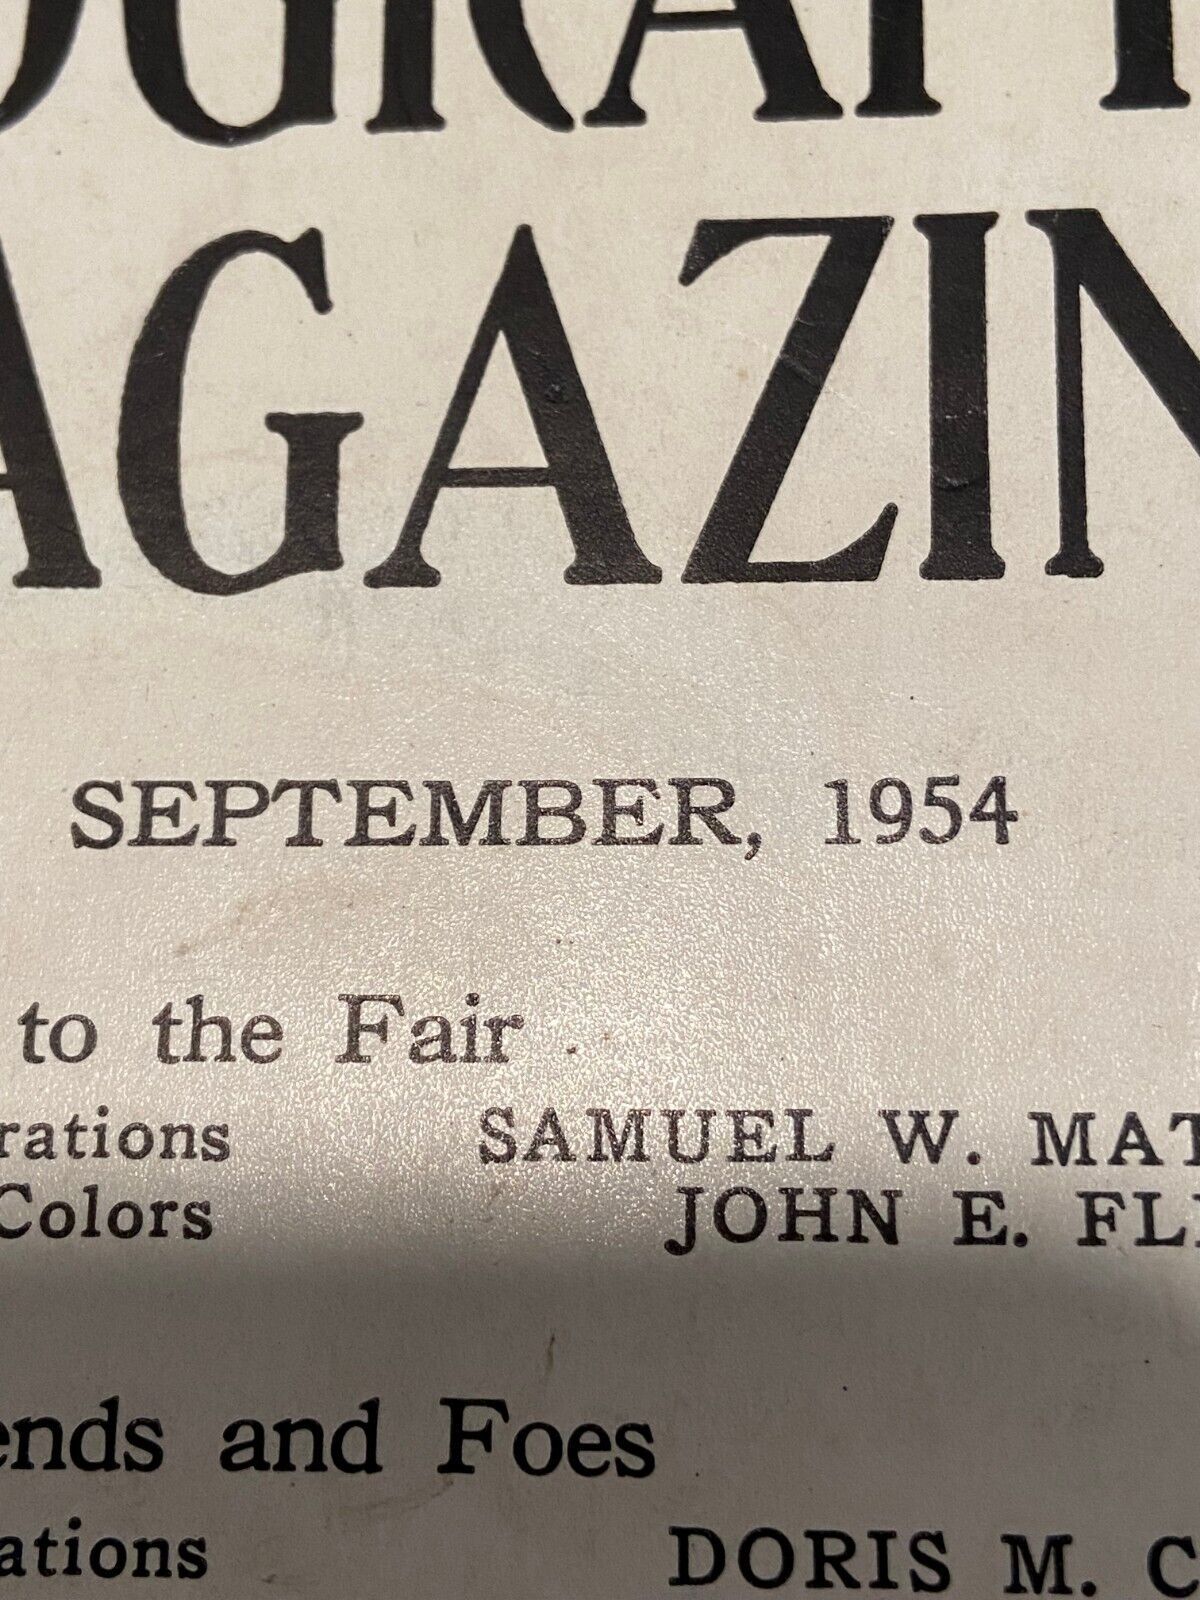 OGRAPH
AGAZIN
SEPTEMBER, 1954
to the Fair
rations SAMUEL W. MAT
Colors JOHN E. FL
ends and Foes
ations DORIS M. C